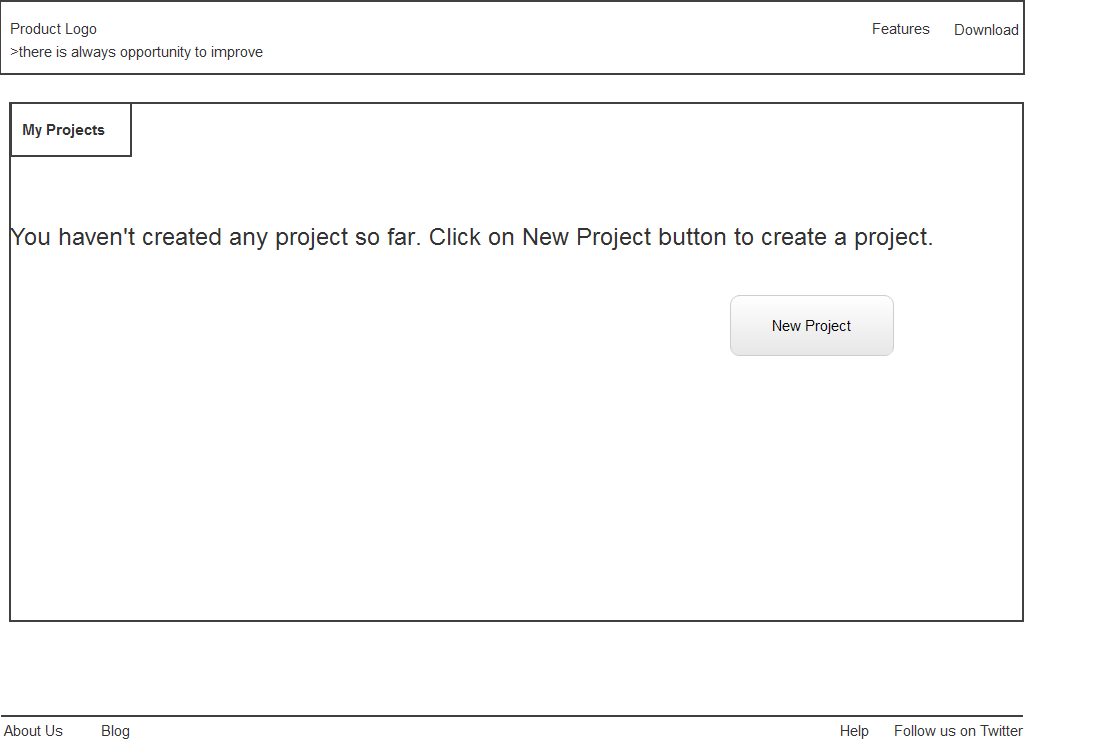 Product Logo
Features
Download
>there is always opportunity to improve
My Projects
You haven't created any project so far. Click on New Project button to create a project.
New Project
About Us
Blog
Help
Follow us on Twitter